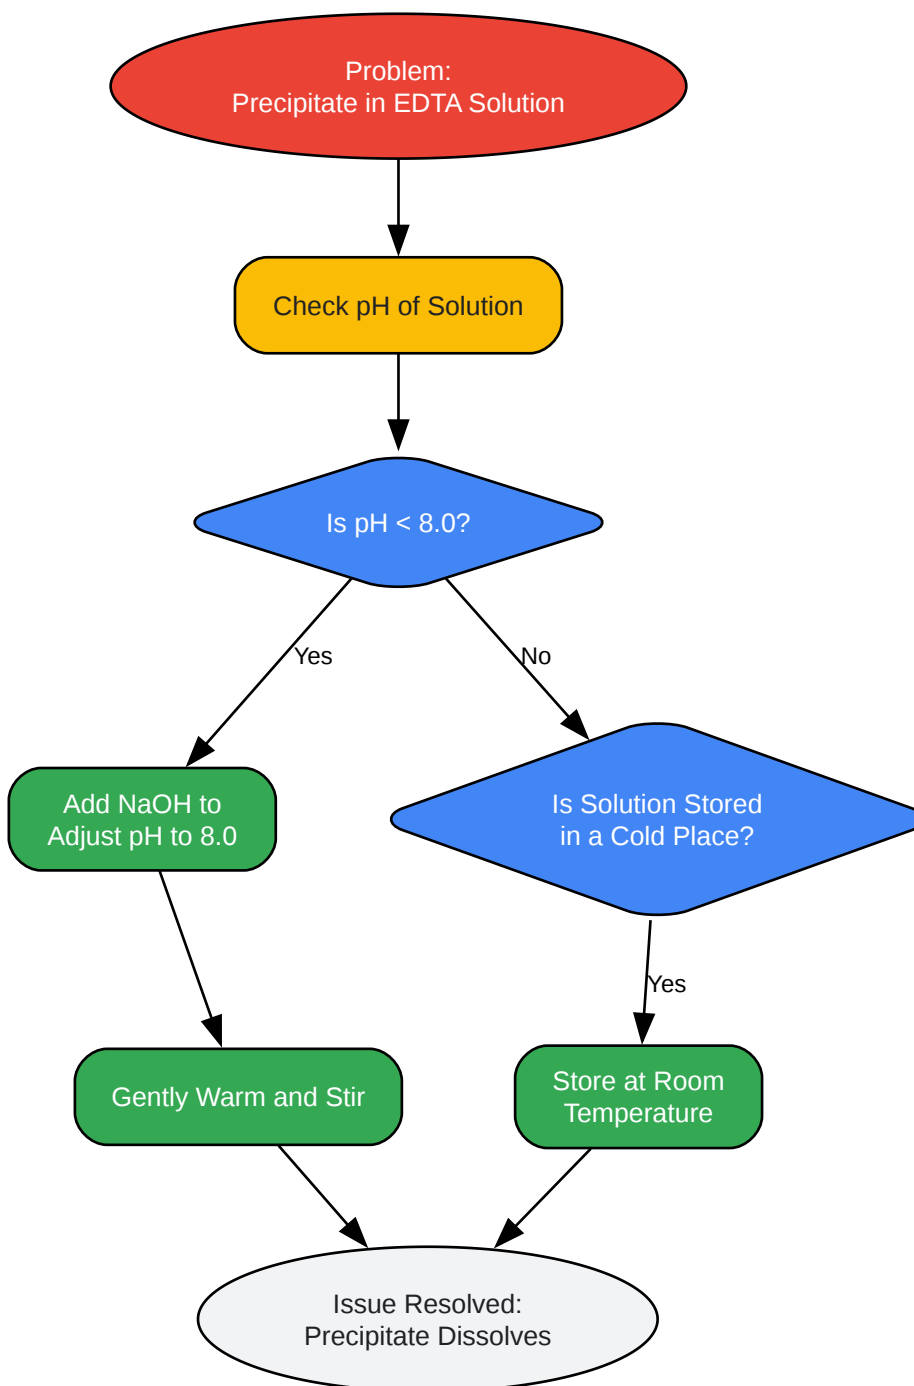 Problem:
Precipitate in EDTA Solution
Check pH of Solution
Is pH < 8.0?
Yes
No
Add NaOH to
Adjust pH to 8.0
Is Solution Stored
in a Cold Place?
Yes
Gently Warm and Stir
Store at Room
Temperature
Issue Resolved:
Precipitate Dissolves